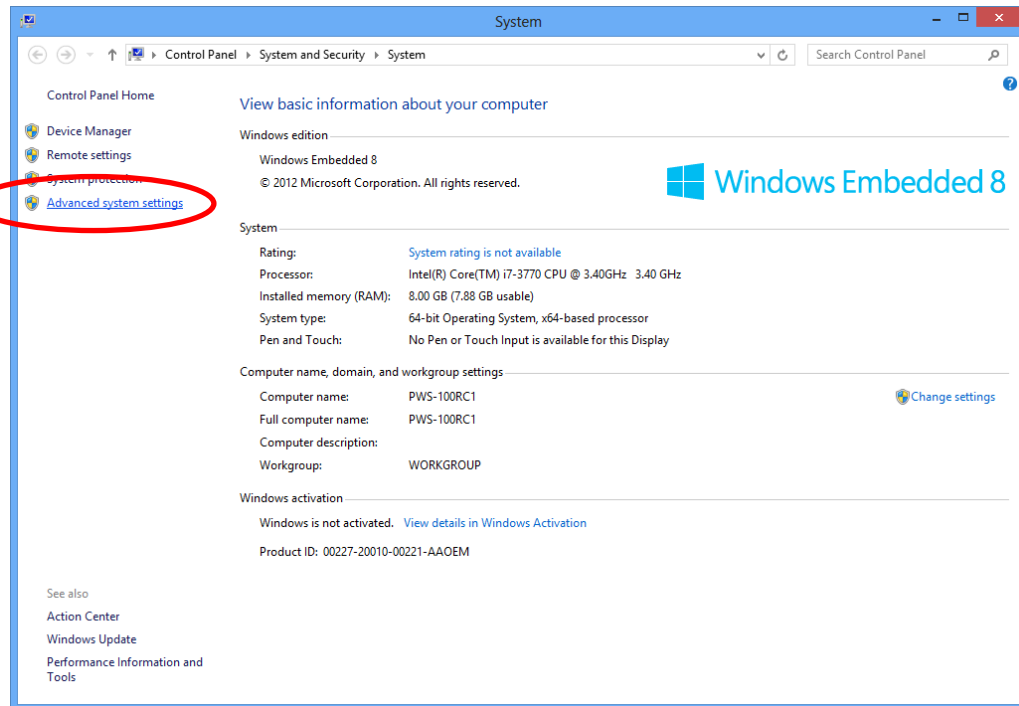 System
Control Panel System and Security System
Search Control Panel
Control Panel Home
Device Manager
Remote settings
System protection
Advanced system settings
View basic information about your computer
Windows edition
Windows Embedded 8
© 2012 Microsoft Corporation. All rights reserved.
Windows Embedded 8
System
Rating: System rating is not available
Processor: Intel(R) Core(TM) i7-3770 CPU @ 3.40GHz 3.40 GHz
Installed memory (RAM): 8.00 GB (7.88 GB usable)
System type: 64-bit Operating System, x64-based processor
Pen and Touch: No Pen or Touch Input is available for this Display
Computer name, domain, and workgroup settings
Computer name: PWS-100RC1 Change settings
Full computer name: PWS-100RC1
Computer description:
Workgroup: WORKGROUP
Windows activation
Windows is not activated. View details in Windows Activation
Product ID: 00227-20010-00221-AAOEM
See also
Action Center
Windows Update
Performance Information and
Tools